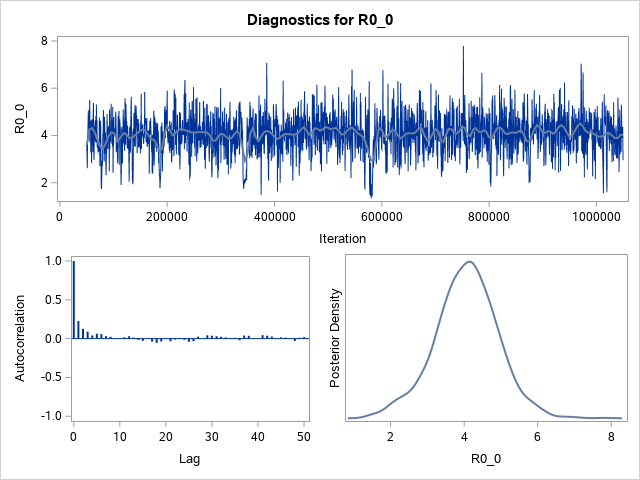 Diagnostics for R0_0
R0_0
8
6
4
2
0 200000 400000 600000 800000 1000000
Iteration
Autocorrelation
1.0
0.5
0.0
-0.5
-1.0
0 10 20 30 40 50
Lag
Posterior Density
2 4 6 8
R0_0